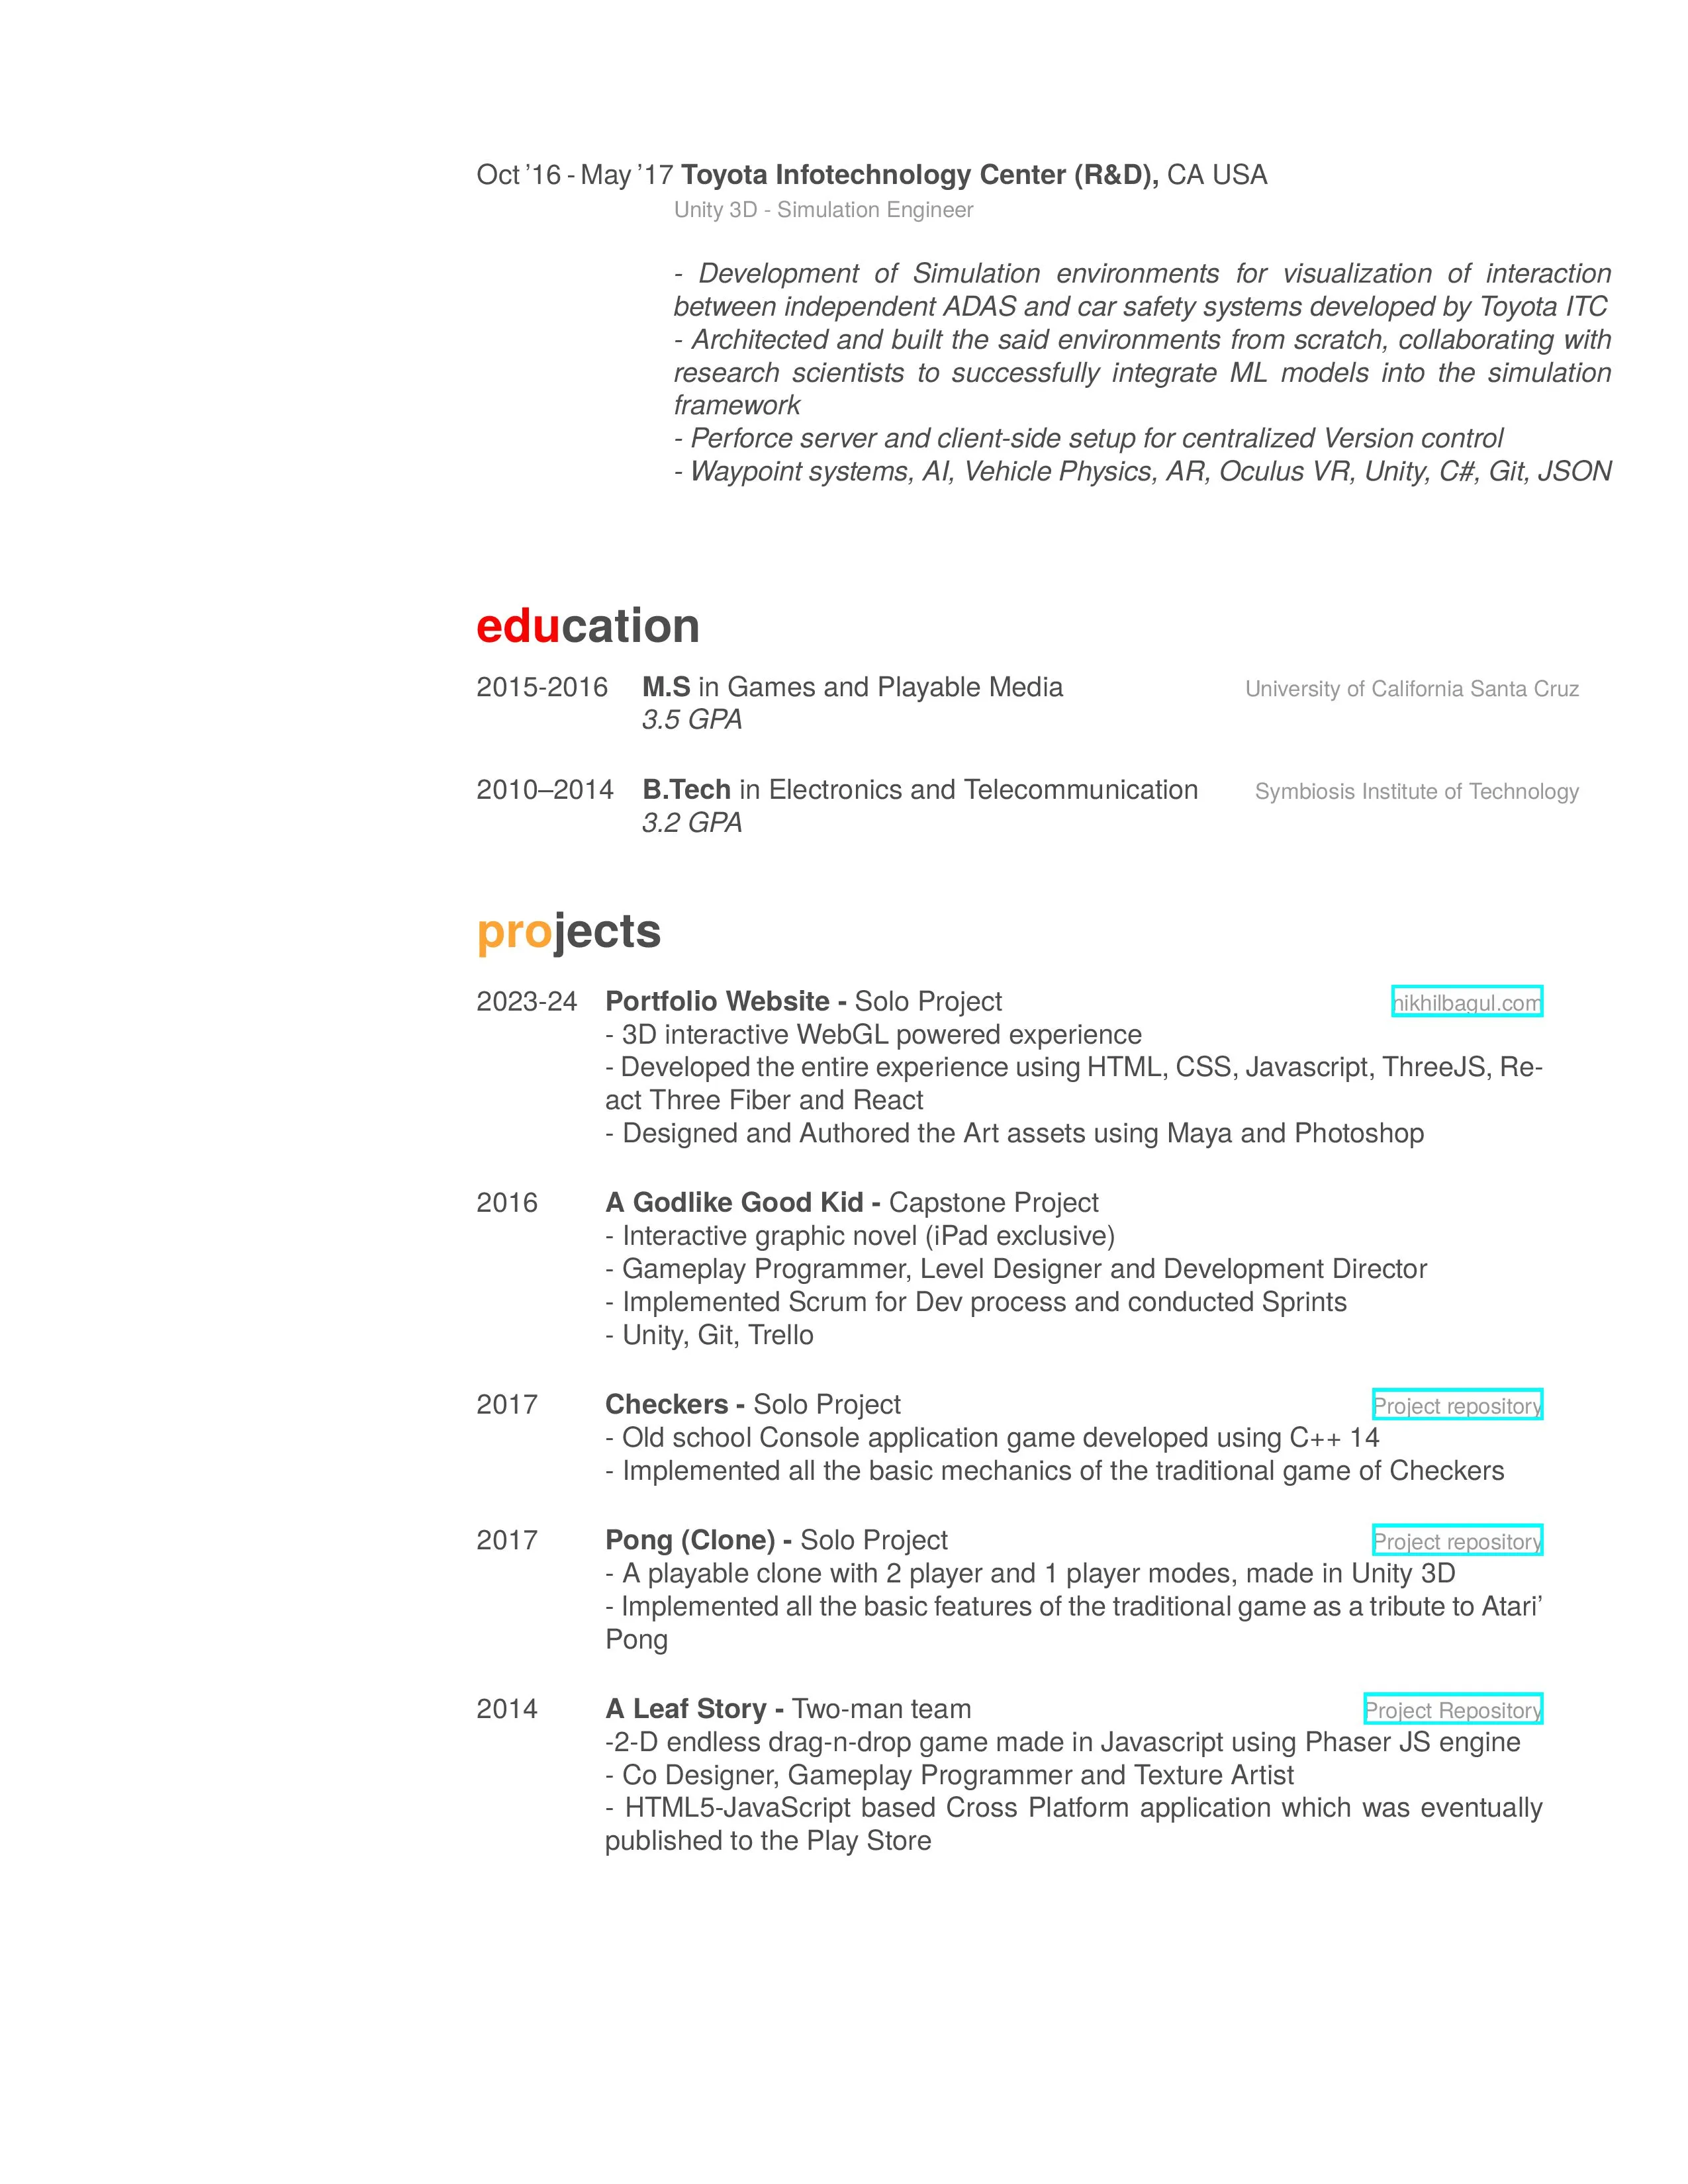 Oct ’16 - May ’17 Toyota Infotechnology Center (R&D), CA USA
Unity 3D - Simulation Engineer
- Development of Simulation environments for visualization of interaction
between independent ADAS and car safety systems developed by Toyota ITC
- Architected and built the said environments from scratch, collaborating with
research scientists to successfully integrate ML models into the simulation
framework
- Perforce server and client-side setup for centralized Version control
- Waypoint systems, AI, Vehicle Physics, AR, Oculus VR, Unity, C#, Git, JSON
education
2015-2016 M.S in Games and Playable Media University of California Santa Cruz
3.5 GPA
2010–2014 B.Tech in Electronics and Telecommunication Symbiosis Institute of Technology
3.2 GPA
projects
2023-24 Portfolio Website - Solo Project nikhilbagul.com
- 3D interactive WebGL powered experience
- Developed the entire experience using HTML, CSS, Javascript, ThreeJS, Re-
act Three Fiber and React
- Designed and Authored the Art assets using Maya and Photoshop
2016 A Godlike Good Kid - Capstone Project
- Interactive graphic novel (iPad exclusive)
- Gameplay Programmer, Level Designer and Development Director
- Implemented Scrum for Dev process and conducted Sprints
- Unity, Git, Trello
2017 Checkers - Solo Project Project repository
- Old school Console application game developed using C++ 14
- Implemented all the basic mechanics of the traditional game of Checkers
2017 Pong (Clone) - Solo Project Project repository
- A playable clone with 2 player and 1 player modes, made in Unity 3D
- Implemented all the basic features of the traditional game as a tribute to Atari’
Pong
2014 A Leaf Story - Two-man team Project Repository
-2-D endless drag-n-drop game made in Javascript using Phaser JS engine
- Co Designer, Gameplay Programmer and Texture Artist
- HTML5-JavaScript based Cross Platform application which was eventually
published to the Play Store